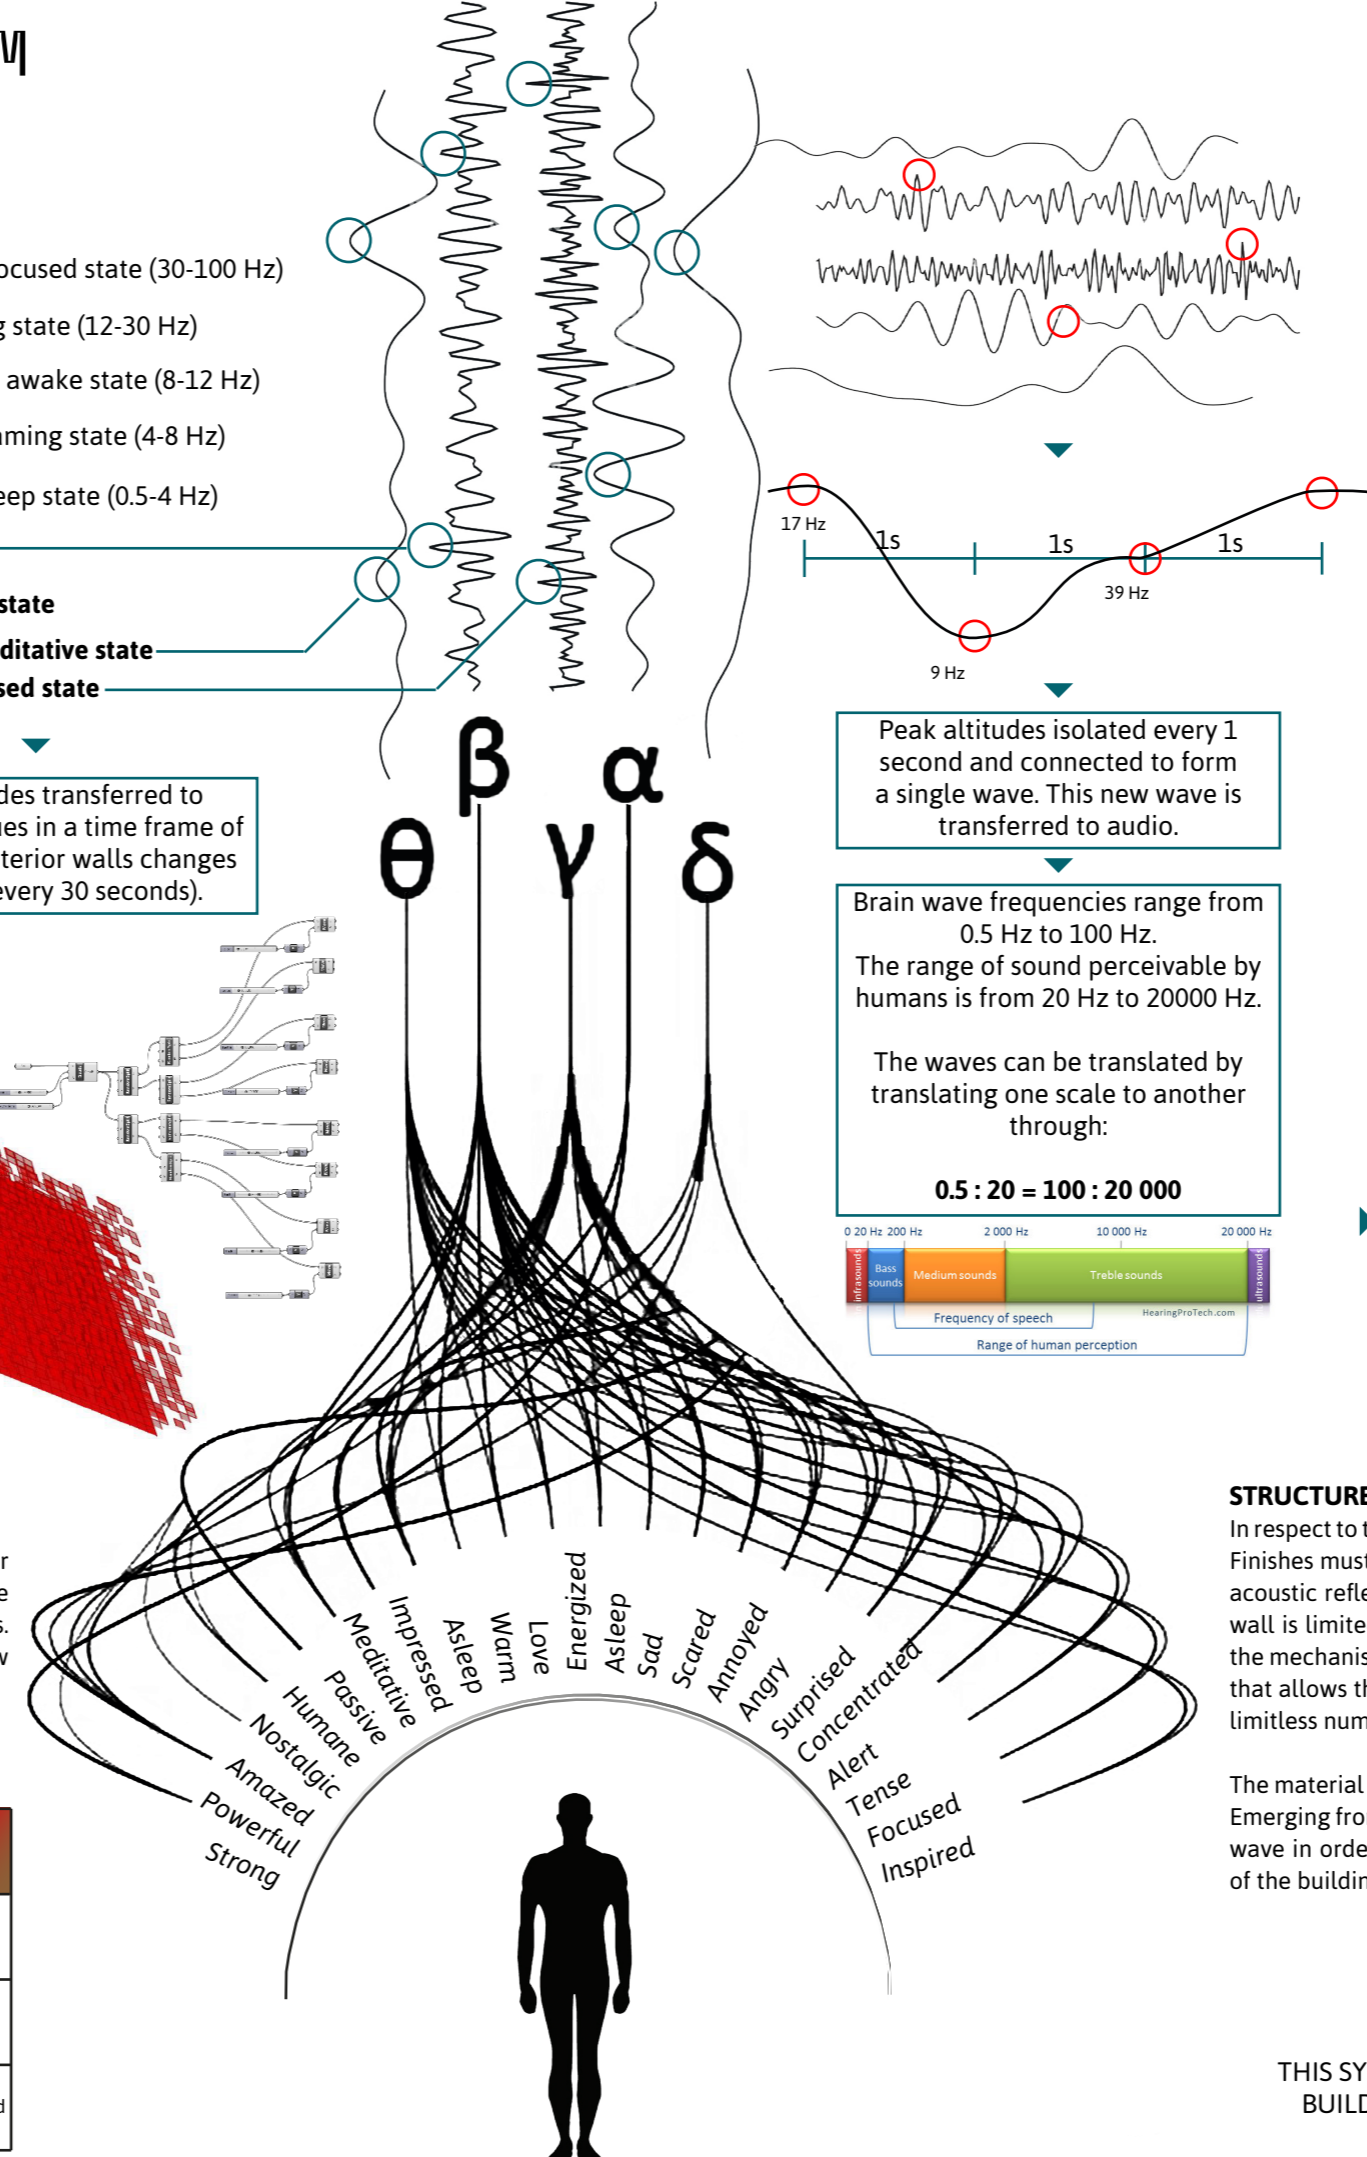 ocused state (30-100 Hz)
g state (12-30 Hz)
awake state (8-12 Hz)
ming state (4-8 Hz)
eep state (0.5-4 Hz)
state
ditative state
sed state
des transferred to
ues in a time frame of
terior walls changes
every 30 seconds).
θ
β
γ
α
δ
17 Hz
1s
1s
1s
39 Hz
9 Hz
Peak altitudes isolated every 1
second and connected to form
a single wave. This new wave is
transferred to audio.
Brain wave frequencies range from
0.5 Hz to 100 Hz.
The range of sound perceivable by
humans is from 20 Hz to 20000 Hz.
The waves can be translated by
translating one scale to another
through:
0.5 : 20 = 100 : 20 000
0 20 Hz 200 Hz 2 000 Hz 10 000 Hz 20 000 Hz
infrasounds
Bass
sounds
Medium sounds
Treble sounds
ultrasounds
Frequency of speech
HearingProTech.com
Range of human perception
Strong
Powerful
Amazed
Nostalgic
Humane
Passive
Meditative
Impressed
Asleep
Warm
Love
Energized
Asleep
Sad
Scared
Annoyed
Angry
Surprised
Concentrated
Alert
Tense
Focused
Inspired
r
e
s.
w
d
STRUCTURE
In respect to t
Finishes must
acoustic refle
wall is limite
the mechanis
that allows th
limitless num
The material
Emerging fro
wave in orde
of the buildin
THIS SY
BUILD